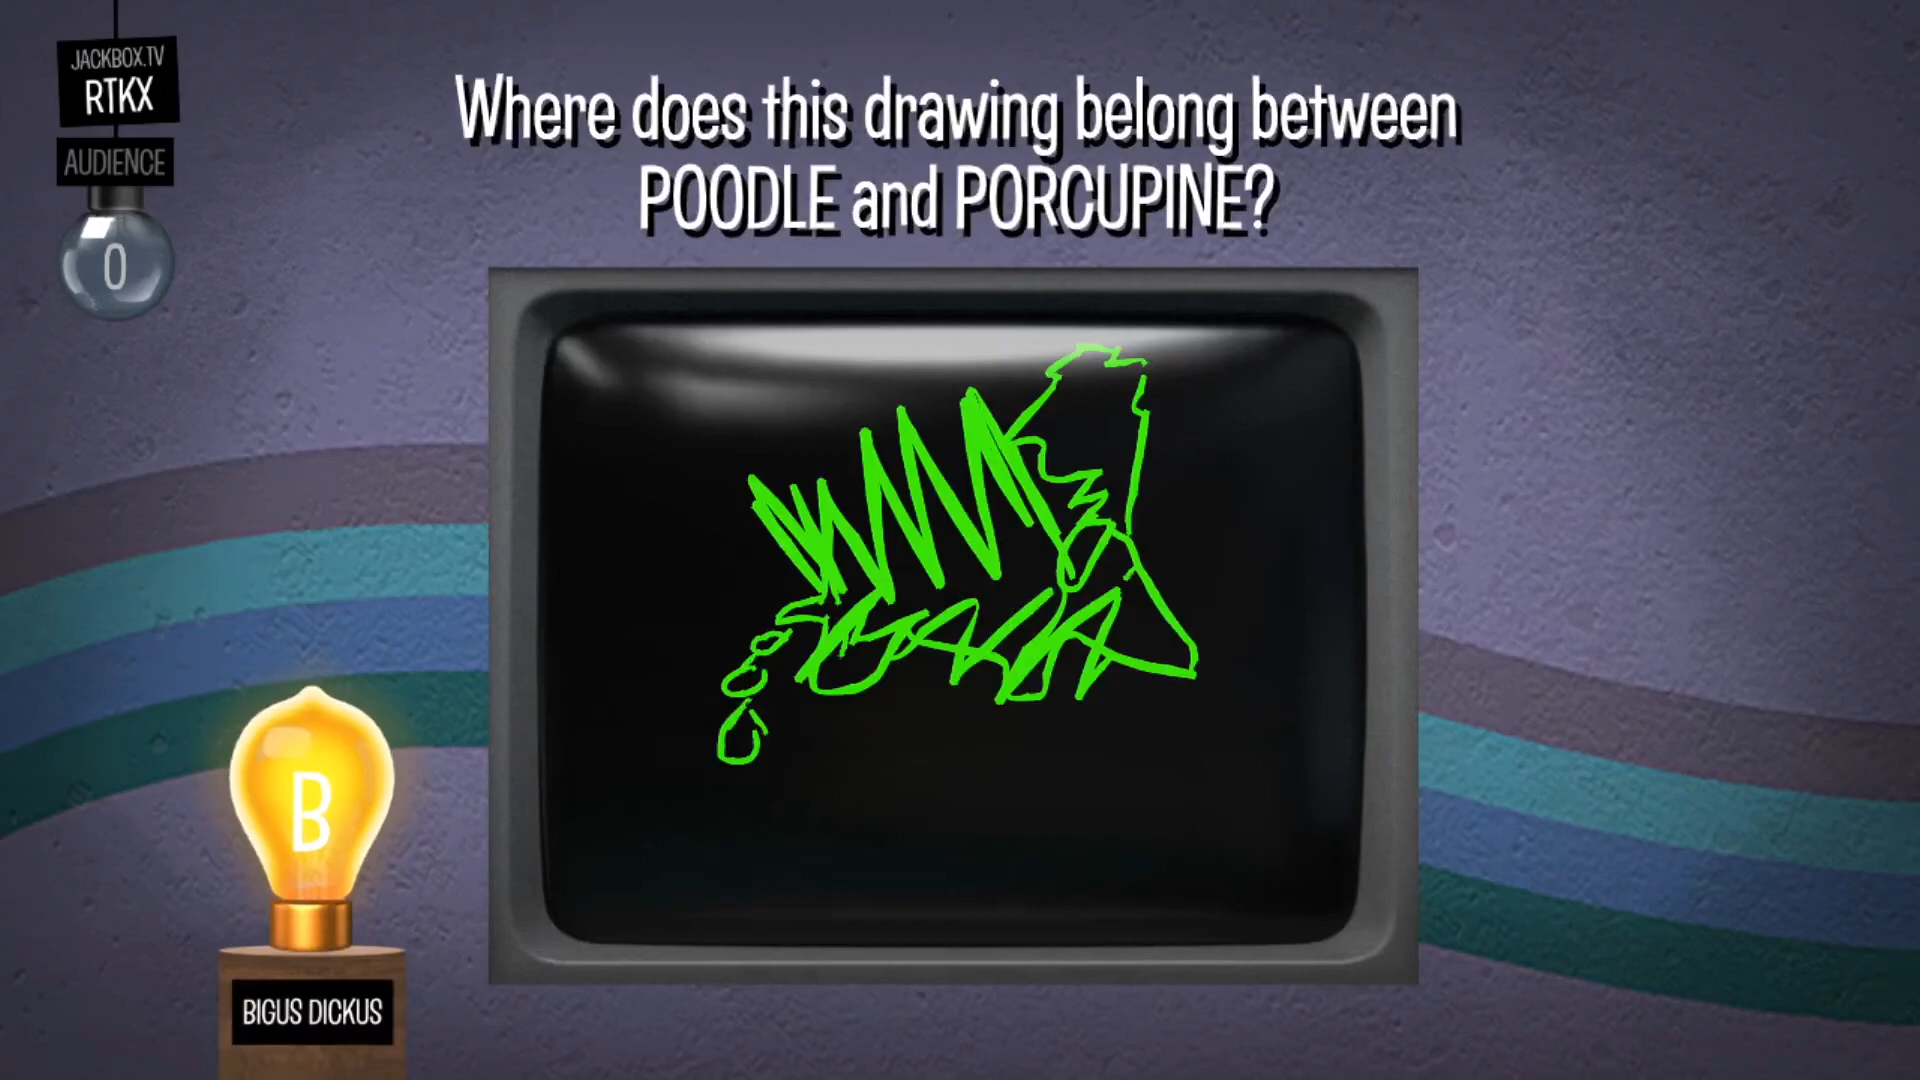 JACKBOX.TV
RTKX
AUDIENCE
0
Where does this drawing belong between
POODLE and PORCUPINE?
B
BIGUS DICKUS